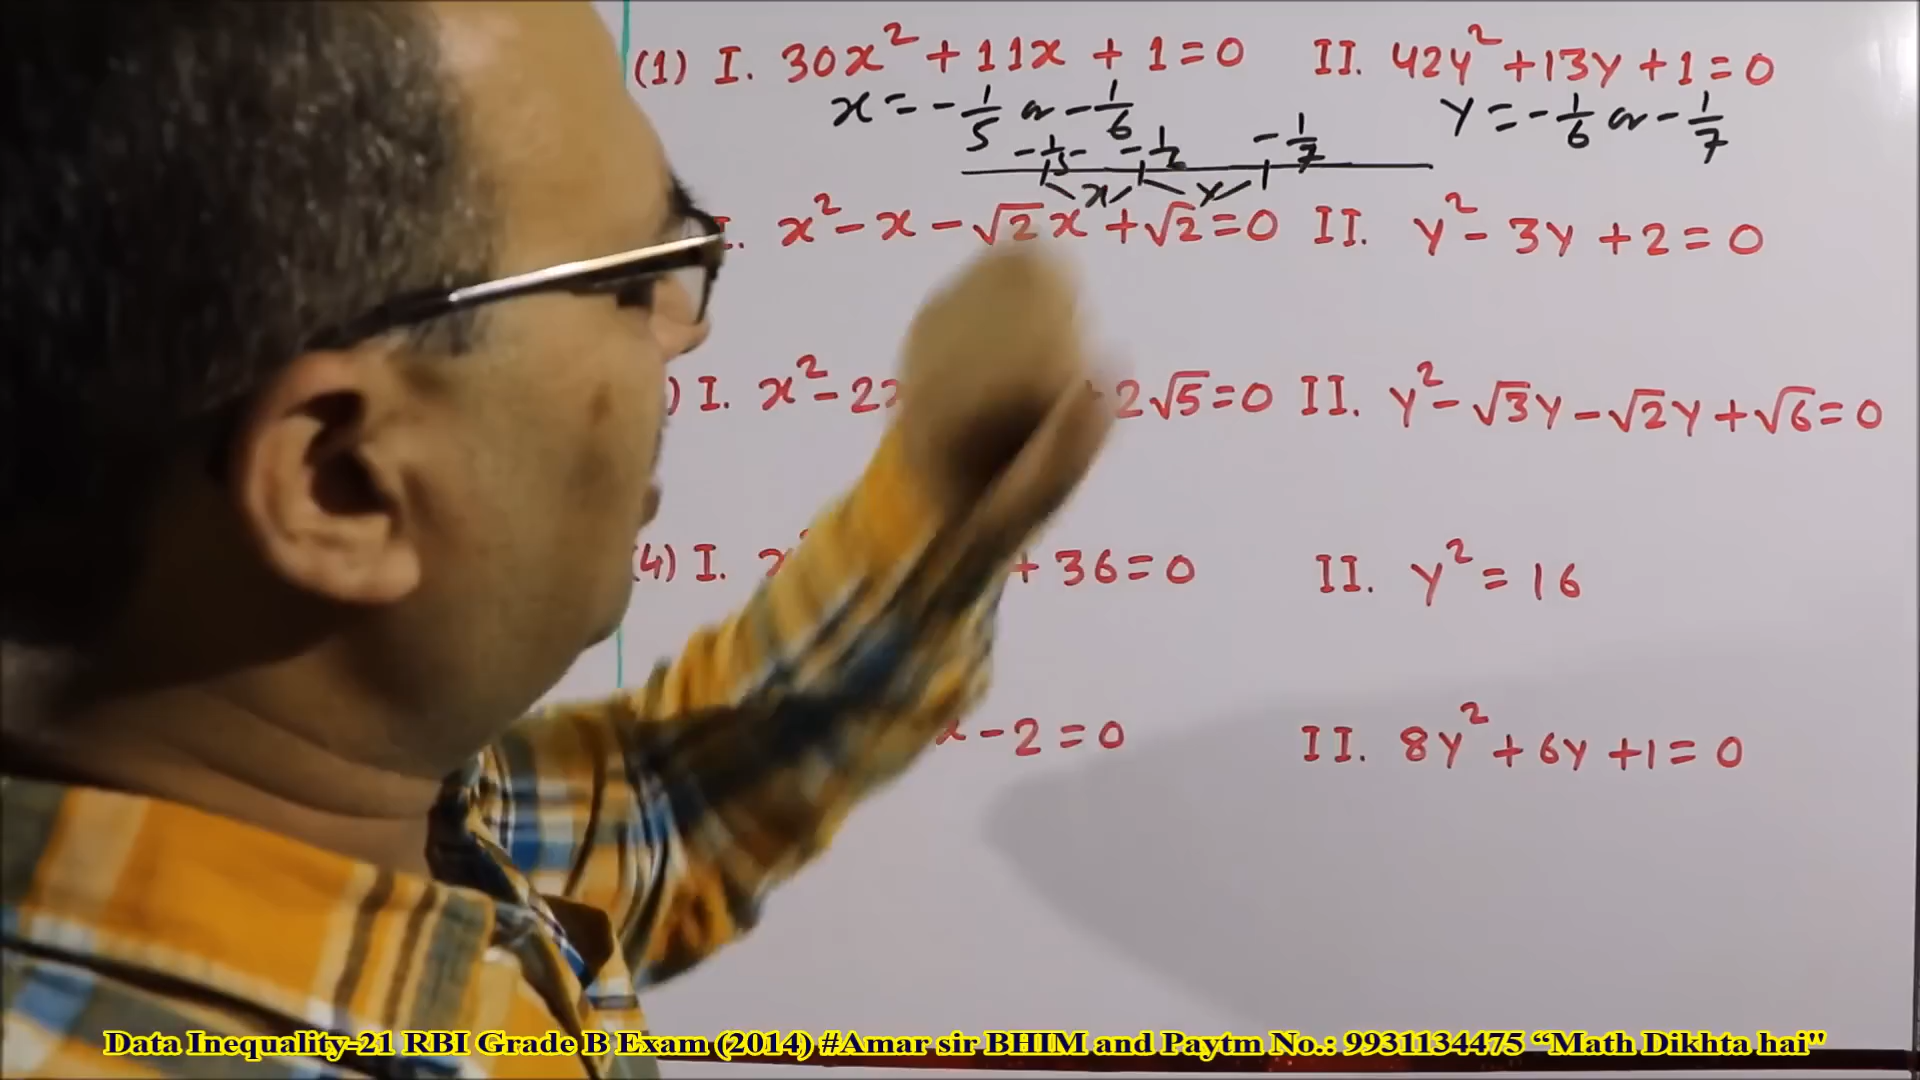 (1) I. 30x² + 11x + 1 = 0 II. 42y² + 13y + 1 = 0
x = -1/5 or -1/6 y = -1/6 or -1/7
-1/5 -1/6 -1/7
x y
I. x² - x - √2x + √2 = 0 II. y² - 3y + 2 = 0
) I. x² - 2x + 2√5 = 0 II. y² - √3y - √2y + √6 = 0
(4) I. x² + 36 = 0 II. y² = 16
x - 2 = 0 II. 8y² + 6y + 1 = 0
Data Inequality-21 RBI Grade B Exam (2014) #Amar sir BHIM and Paytm No.: 9931134475 “Math Dikhta hai"